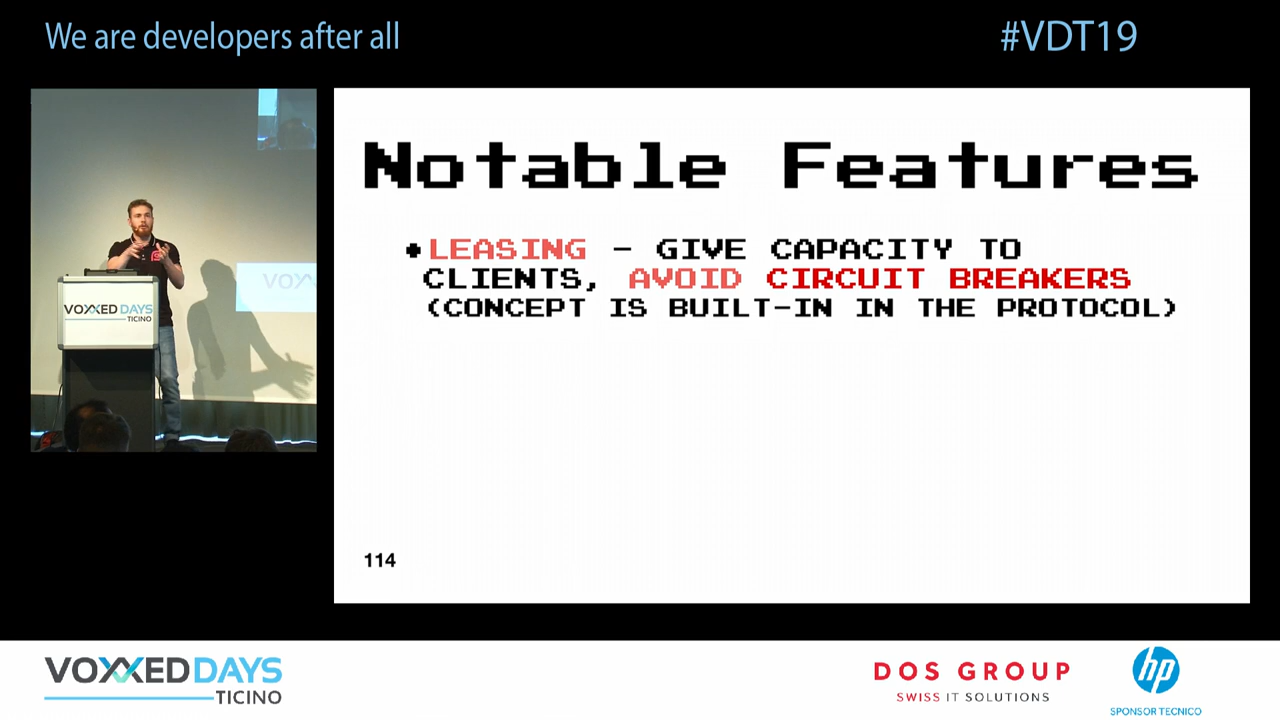 We are developers after all
#VDT19
VOXXED DAYS
TICINO
Notable Features
•LEASING – GIVE CAPACITY TO
CLIENTS, AVOID CIRCUIT BREAKERS
(CONCEPT IS BUILT-IN IN THE PROTOCOL)
114
VOXXED DAYS
TICINO
DOS GROUP
SWISS IT SOLUTIONS
hp
SPONSOR TECNICO